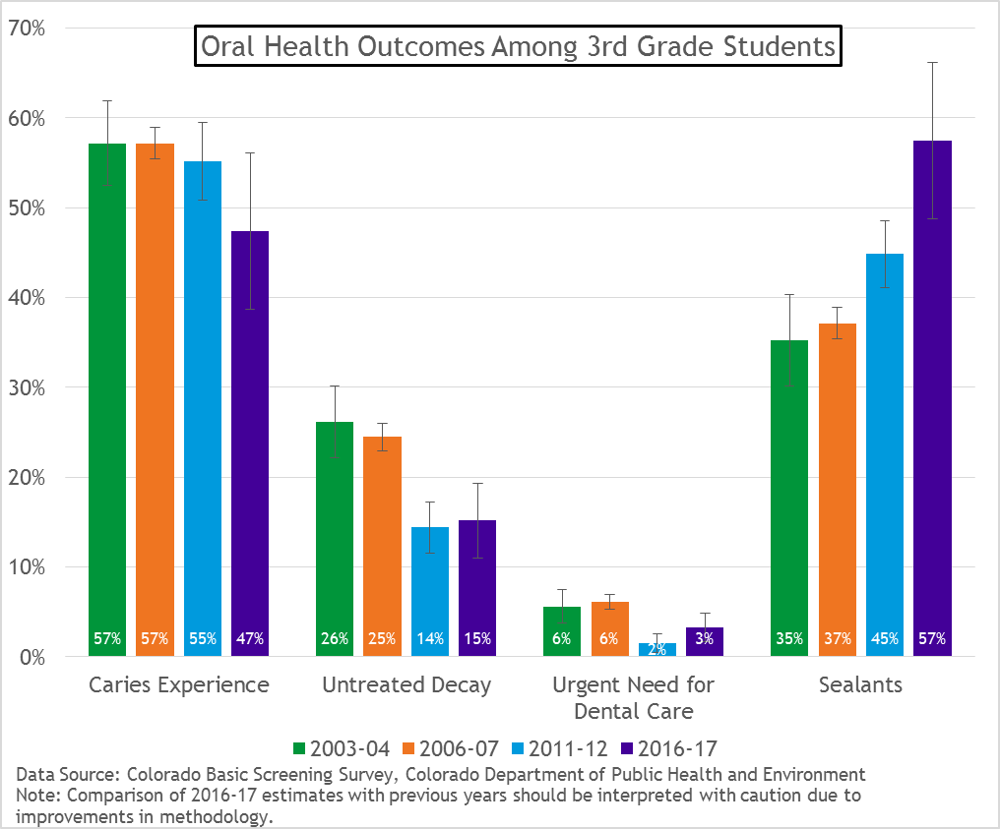 70%
Oral Health Outcomes Among 3rd Grade Students
60%
50%
40%
30%
20%
10%
0%
57% 57% 55% 47%
26% 25% 14% 15%
6% 6% 2% 3%
35% 37% 45% 57%
Caries Experience
Untreated Decay
Urgent Need for
Dental Care
Sealants
2003-04 2006-07 2011-12 2016-17
Data Source: Colorado Basic Screening Survey, Colorado Department of Public Health and Environment
Note: Comparison of 2016-17 estimates with previous years should be interpreted with caution due to
improvements in methodology.